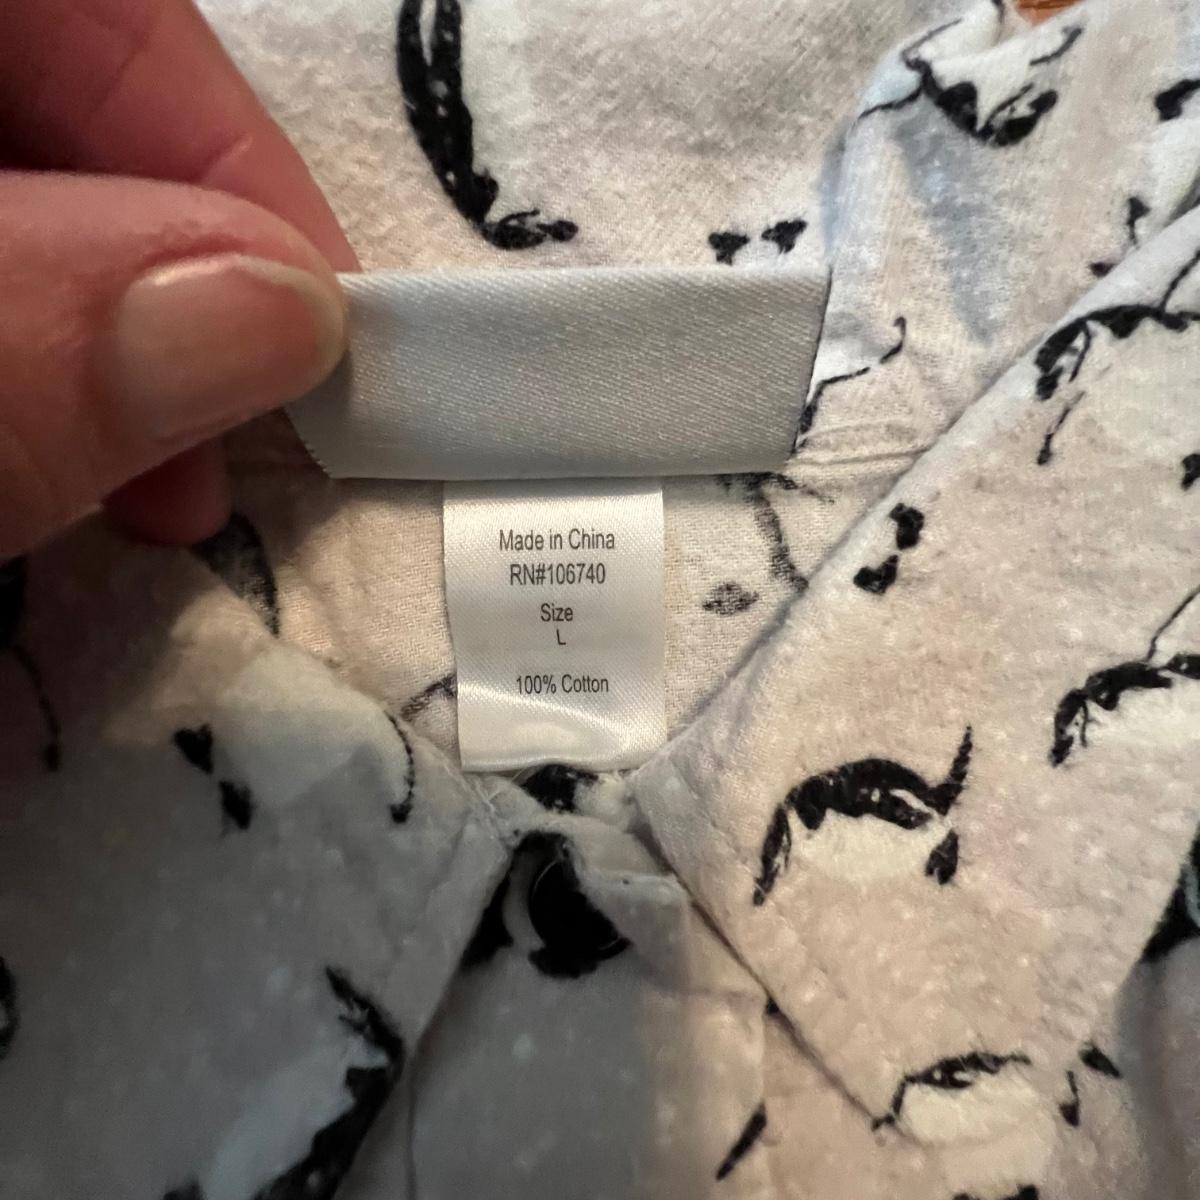 Made in China
RN#106740
Size
L
100% Cotton